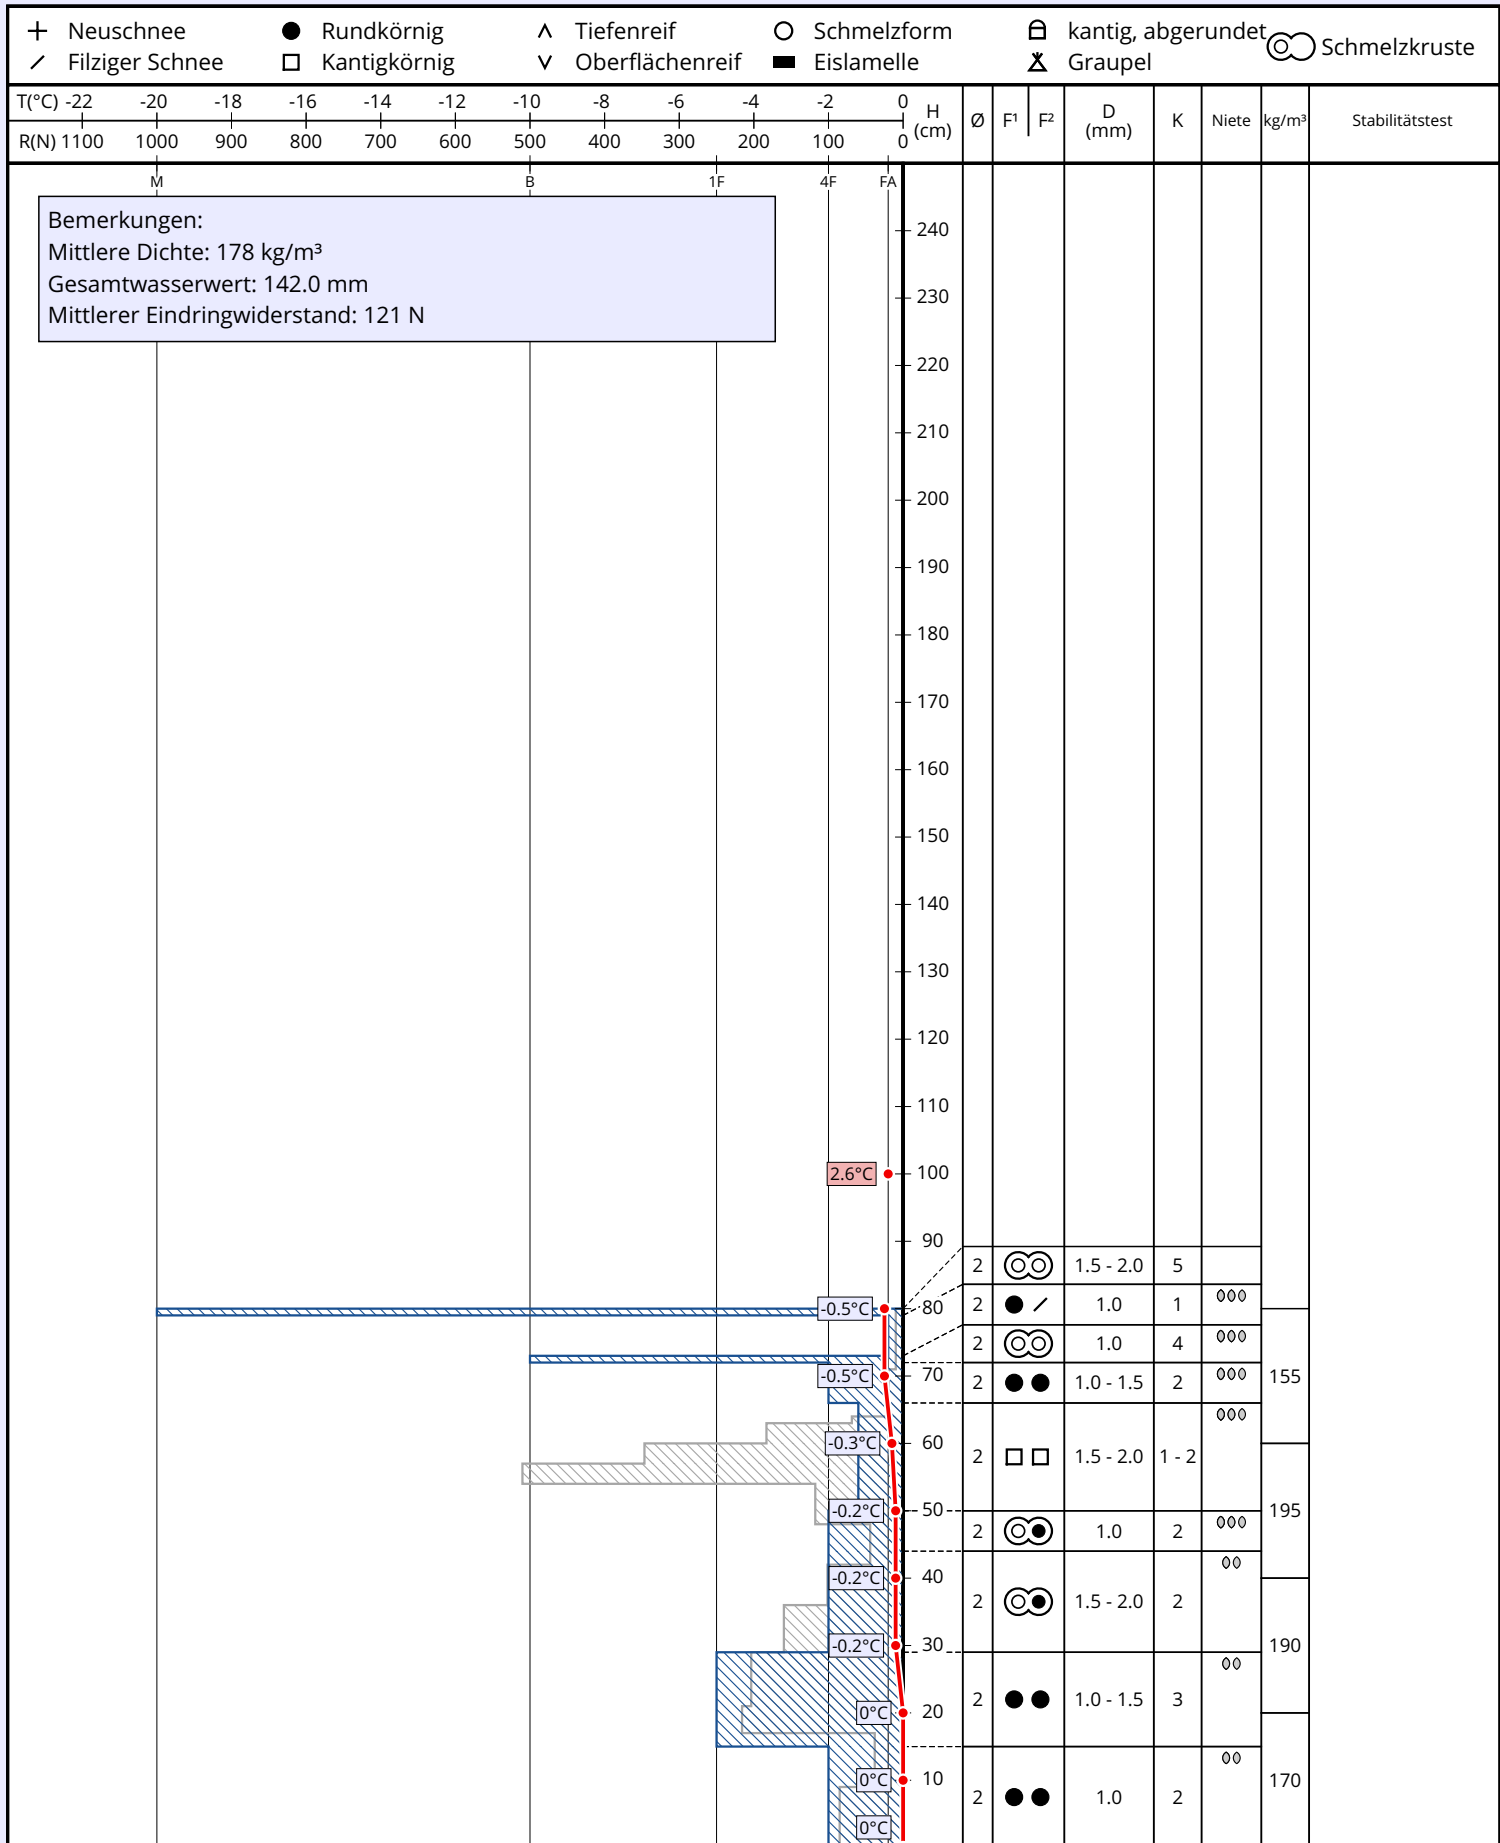 Neuschnee Rundkörnig Tiefenreif Schmelzform kantig, abgerundet Schmelzkruste
Filziger Schnee Kantigkörnig Oberflächenreif Eislamelle Graupel
T(°C) -22 -20 -18 -16 -14 -12 -10 -8 -6 -4 -2 0
R(N) 1100 1000 900 800 700 600 500 400 300 200 100 0
H (cm) Ø F¹ F² D (mm) K Niete kg/m³ Stabilitätstest
M B 1F 4F FA
Bemerkungen:
Mittlere Dichte: 178 kg/m³
Gesamtwasserwert: 142.0 mm
Mittlerer Eindringwiderstand: 121 N
240
230
220
210
200
190
180
170
160
150
140
130
120
110
2.6°C 100
90
2 1.5 - 2.0 5
-0.5°C 80 2 1.0 1
2 1.0 4
-0.5°C 70 2 1.0 - 1.5 2 155
-0.3°C 60 2 1.5 - 2.0 1 - 2
-0.2°C 50 195
2 1.0 2
-0.2°C 40 2 1.5 - 2.0 2
-0.2°C 30 190
2 1.0 - 1.5 3
0°C 20
0°C 10 170
2 1.0 2
0°C